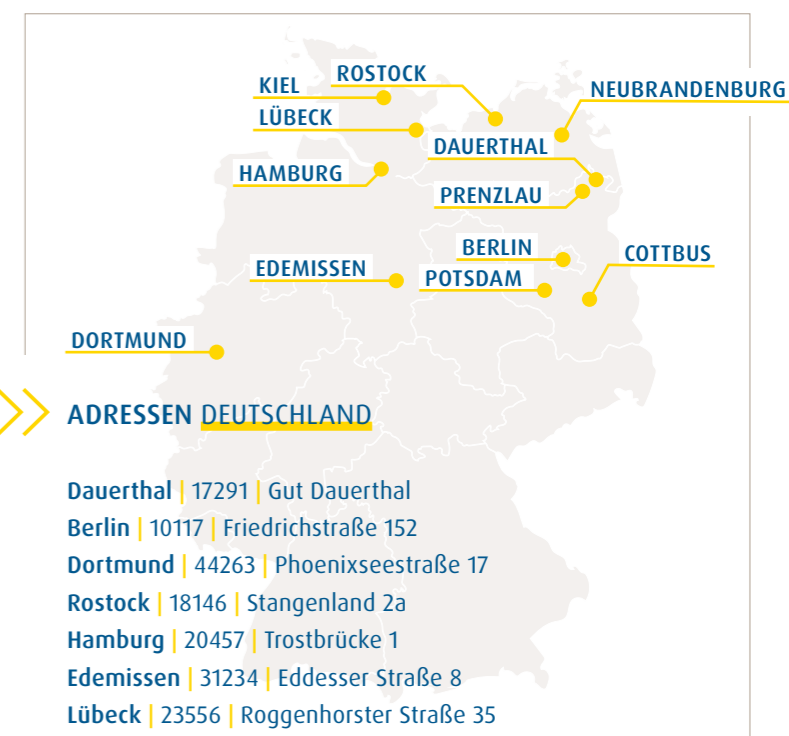 ROSTOCK
KIEL
NEUBRANDENBURG
LÜBECK
DAUERTHAL
HAMBURG
PRENZLAU
BERLIN
COTTBUS
EDEMISSEN
POTSDAM
DORTMUND
ADRESSEN DEUTSCHLAND
Dauerthal | 17291 | Gut Dauerthal
Berlin | 10117 | Friedrichstraße 152
Dortmund | 44263 | Phoenixseestraße 17
Rostock | 18146 | Stangenland 2a
Hamburg | 20457 | Trostbrücke 1
Edemissen | 31234 | Eddesser Straße 8
Lübeck | 23556 | Roggenhorster Straße 35